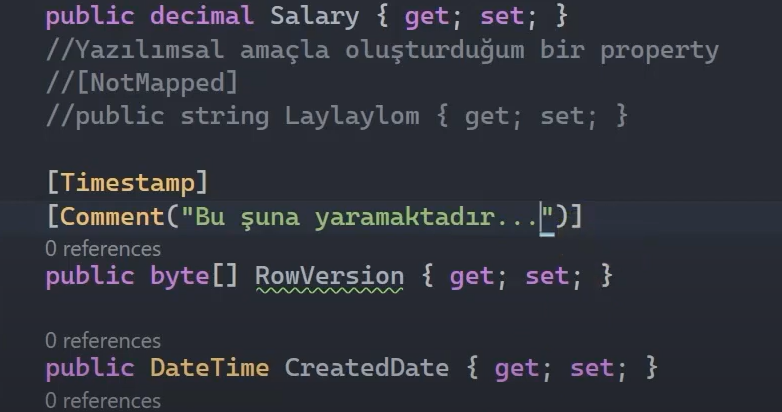 public decimal Salary { get; set; }
//Yazılımsal amaçla oluşturduğum bir property
//[NotMapped]
//public string Laylaylom { get; set; }
[Timestamp]
[Comment("Bu şuna yaramaktadır...")]
0 references
public byte[] RowVersion { get; set; }
0 references
public DateTime CreatedDate { get; set; }
0 references